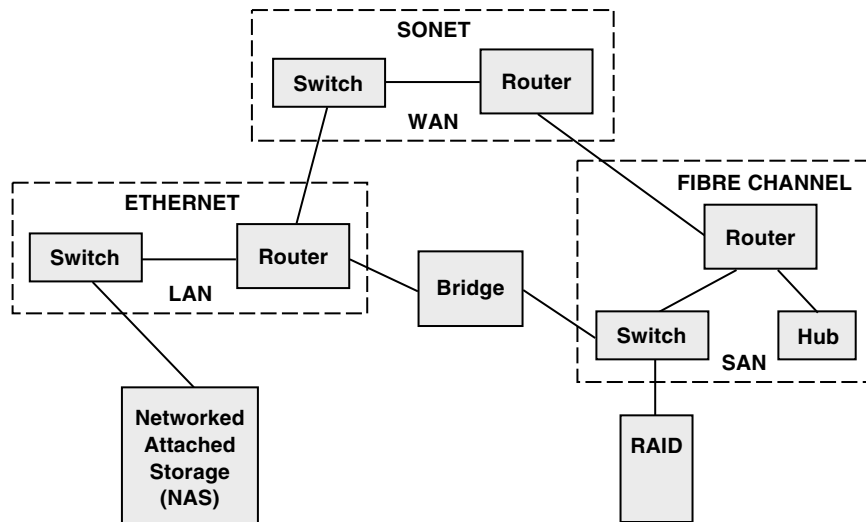 SONET
Switch
Router
WAN
FIBRE CHANNEL
ETHERNET
Router
Switch
Router
Bridge
LAN
Switch
Hub
SAN
Networked
Attached
Storage
(NAS)
RAID